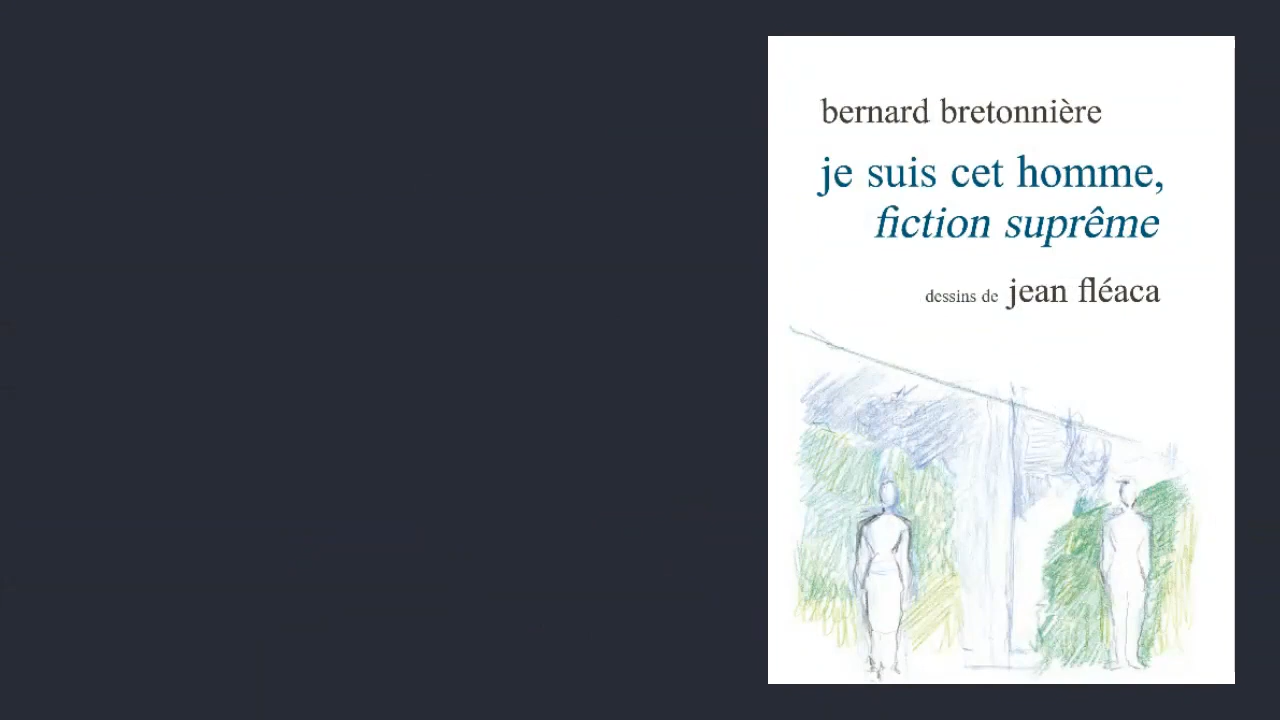 bernard bretonnière
je suis cet homme,
fiction suprême
dessins de jean fléaca